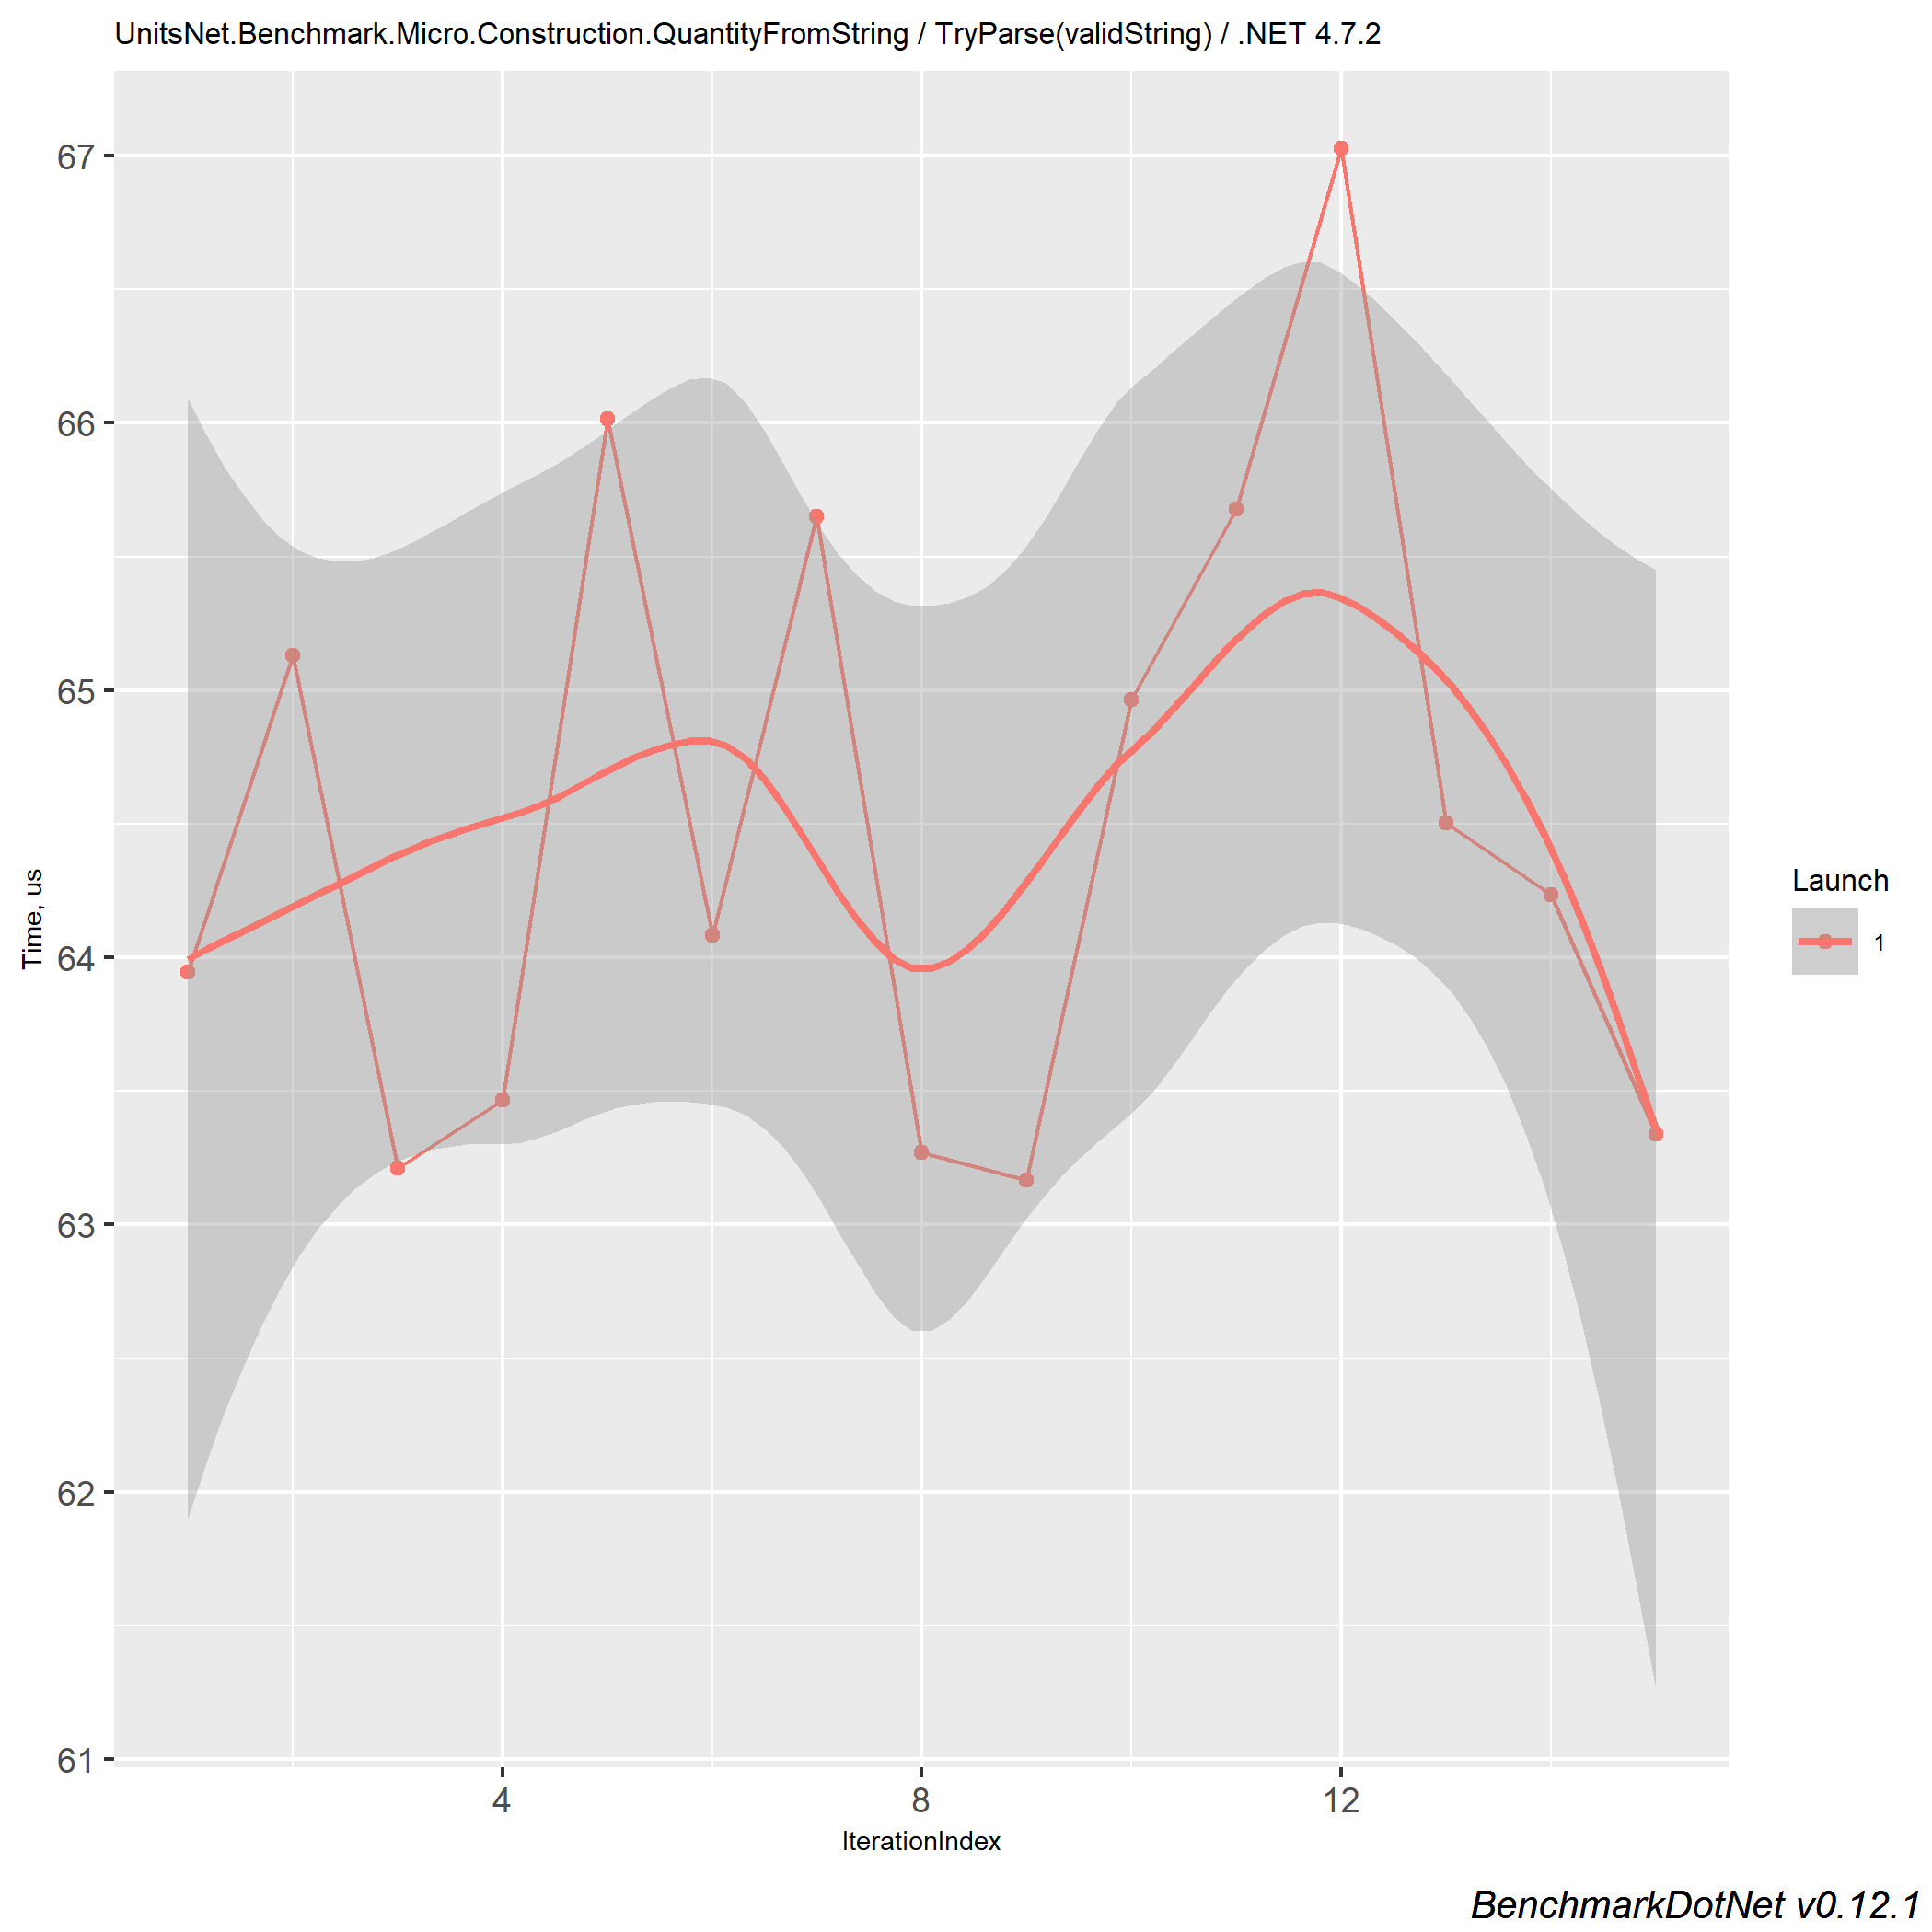 UnitsNet.Benchmark.Micro.Construction.QuantityFromString / TryParse(validString) / .NET 4.7.2
67
66
65
64
63
62
61
Time, us
4 8 12
IterationIndex
Launch
1
BenchmarkDotNet v0.12.1